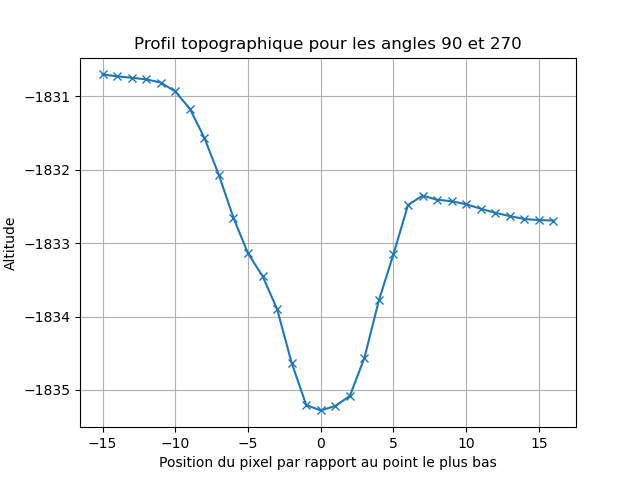 Profil topographique pour les angles 90 et 270
−1831
−1832
−1833
−1834
−1835
Altitude
−15 −10 −5 0 5 10 15
Position du pixel par rapport au point le plus bas